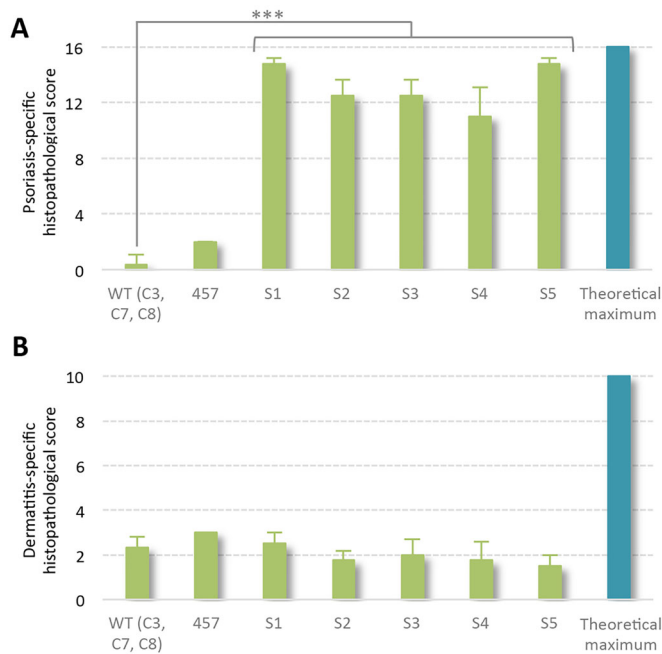 A
***
Psoriasis-specific
histopathological score
16
12
8
4
0
WT (C3,
C7, C8)
457
S1
S2
S3
S4
S5
Theoretical
maximum
B
Dermatitis-specific
histopathological score
10
8
6
4
2
0
WT (C3,
C7, C8)
457
S1
S2
S3
S4
S5
Theoretical
maximum